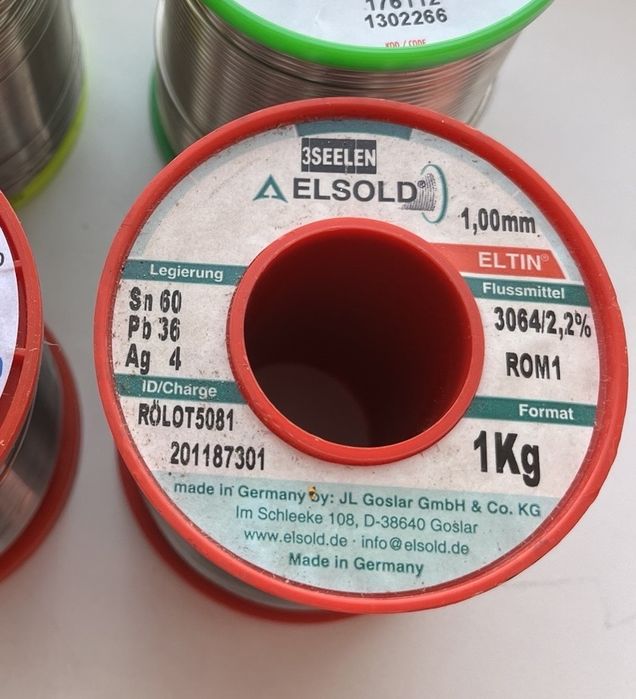 176112
1302266
3SEELEN
ELSOLD®
1,00mm
ELTIN®
Legierung
Sn 60
Pb 36
Ag 4
Flussmittel
3064/2,2%
ROM1
ID/Charge
RÖLOT5081
201187301
Format
1Kg
made in Germany by: JL Goslar GmbH & Co. KG
Im Schleeke 108, D-38640 Goslar
www.elsold.de · info@elsold.de
Made in Germany